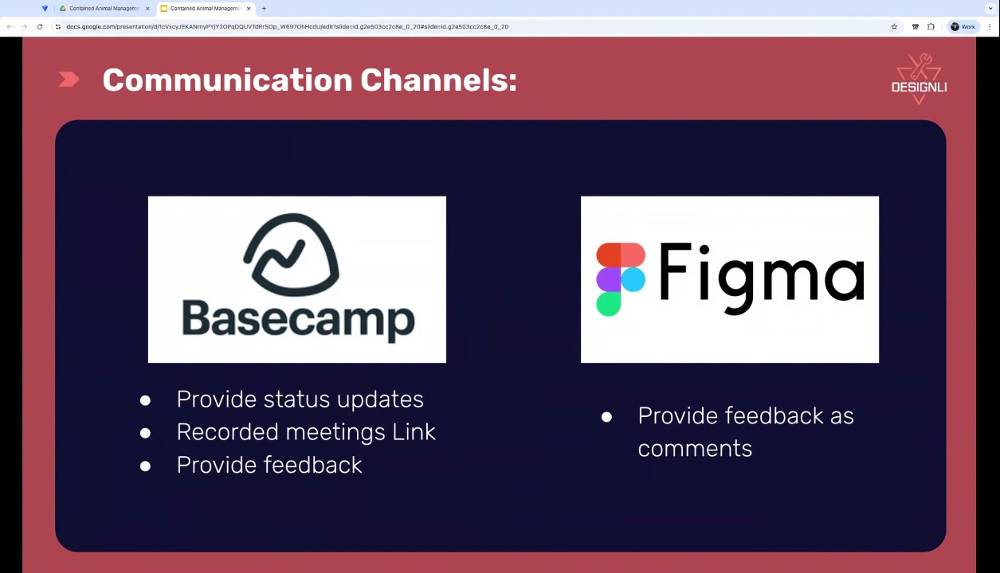 Contained Animal Manageme
Contained Animal Manageme
docs.google.com/presentation/d/1cVxcyJEKANrnyPYjY2OPqDQUVTdRrSOp_W697OhHcdU/edit?slide=id.g2e503cc2c8e_0_20#slide=id.g2e503cc2c8e_0_20
Work
Communication Channels:
DESIGNLI
Basecamp
Figma
● Provide status updates
● Recorded meetings Link
● Provide feedback
● Provide feedback as
comments